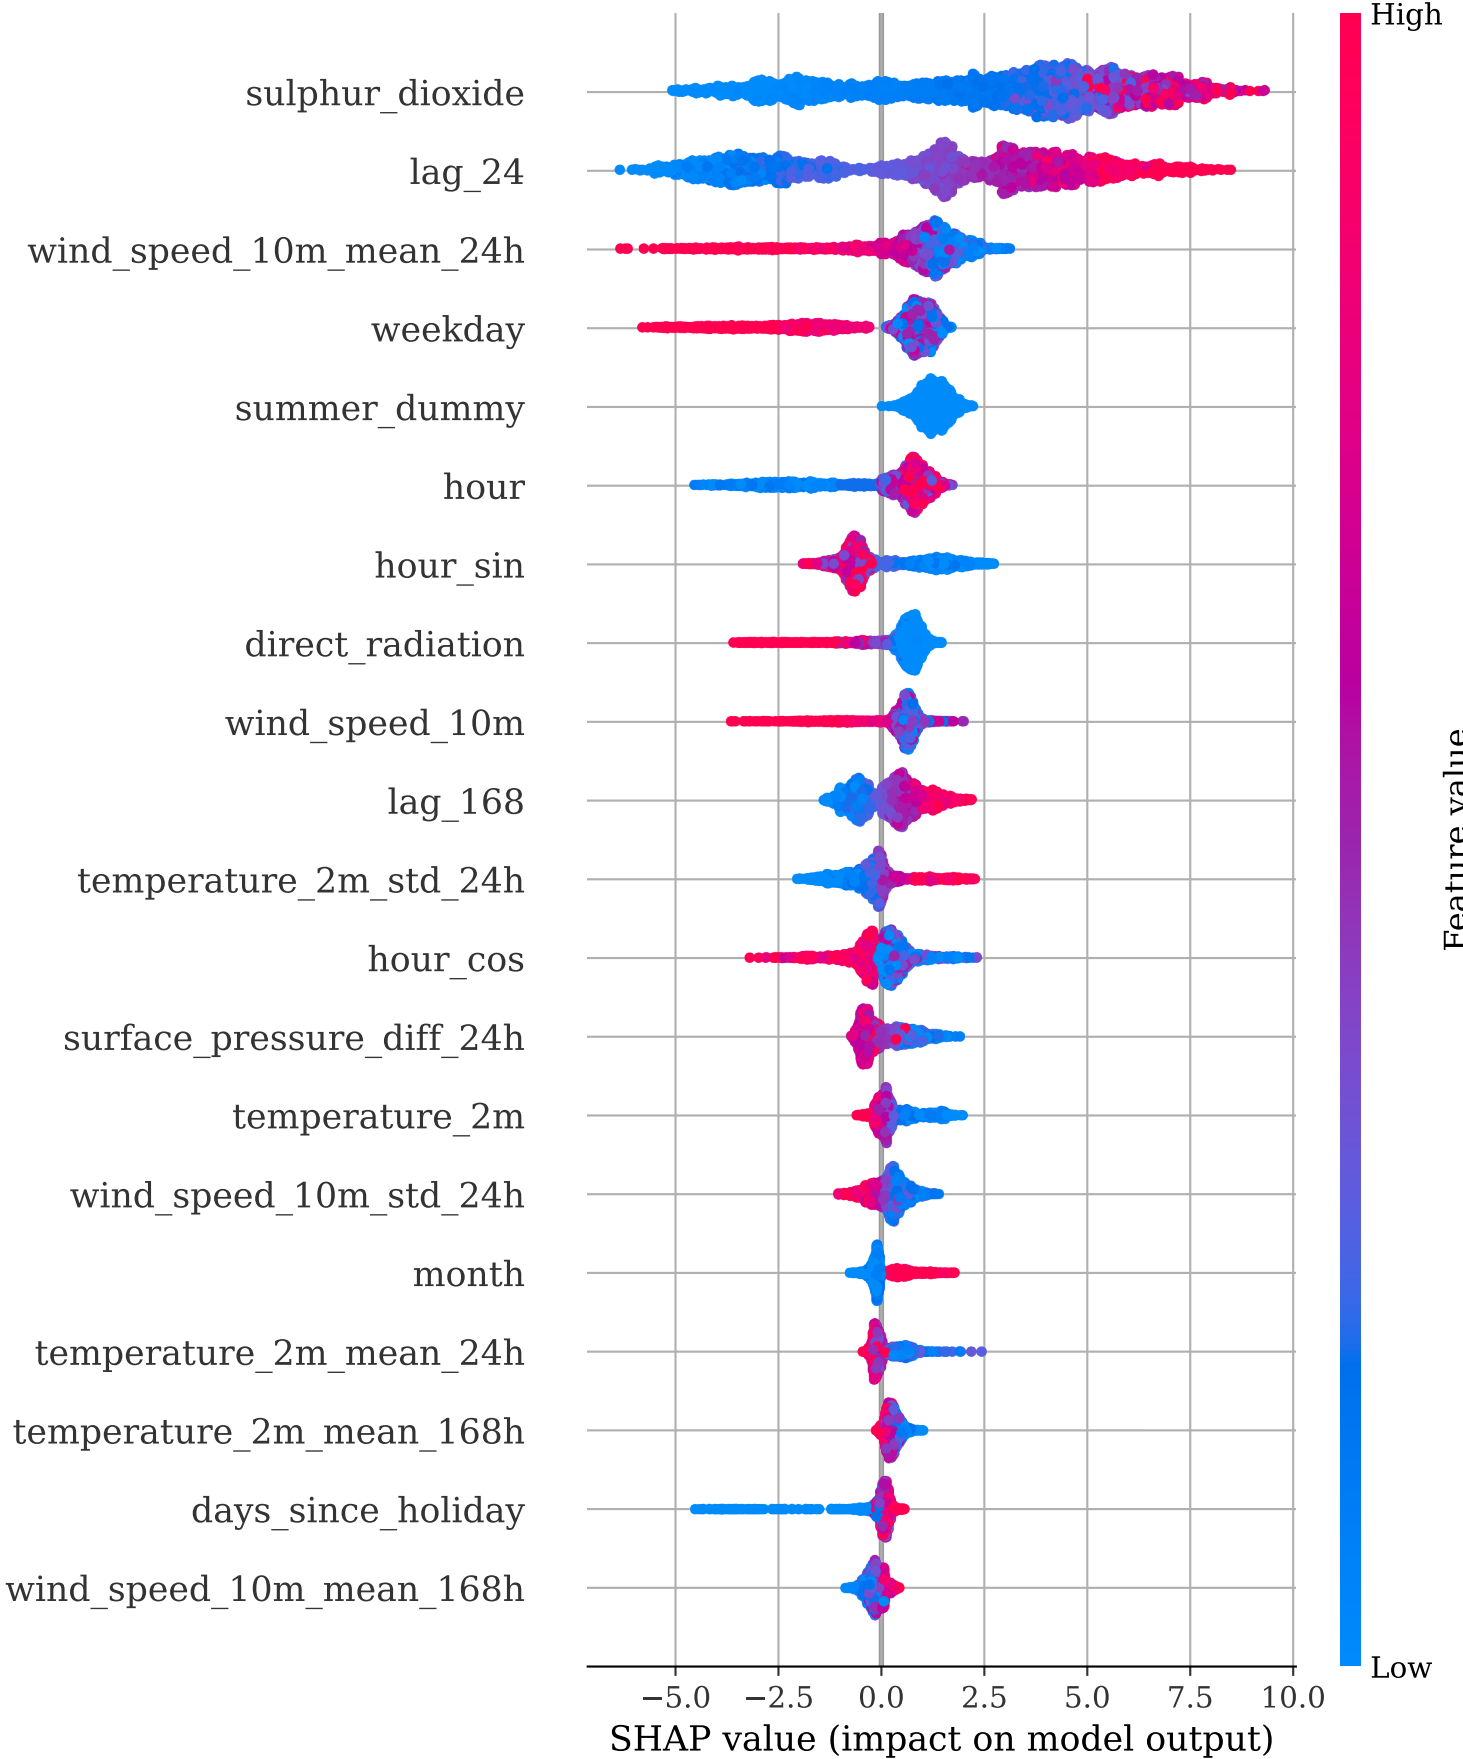 High
sulphur_dioxide
lag_24
wind_speed_10m_mean_24h
weekday
summer_dummy
hour
hour_sin
direct_radiation
wind_speed_10m
lag_168
temperature_2m_std_24h
hour_cos
surface_pressure_diff_24h
temperature_2m
wind_speed_10m_std_24h
month
temperature_2m_mean_24h
temperature_2m_mean_168h
days_since_holiday
wind_speed_10m_mean_168h
Feature value
Low
−5.0 −2.5 0.0 2.5 5.0 7.5 10.0
SHAP value (impact on model output)